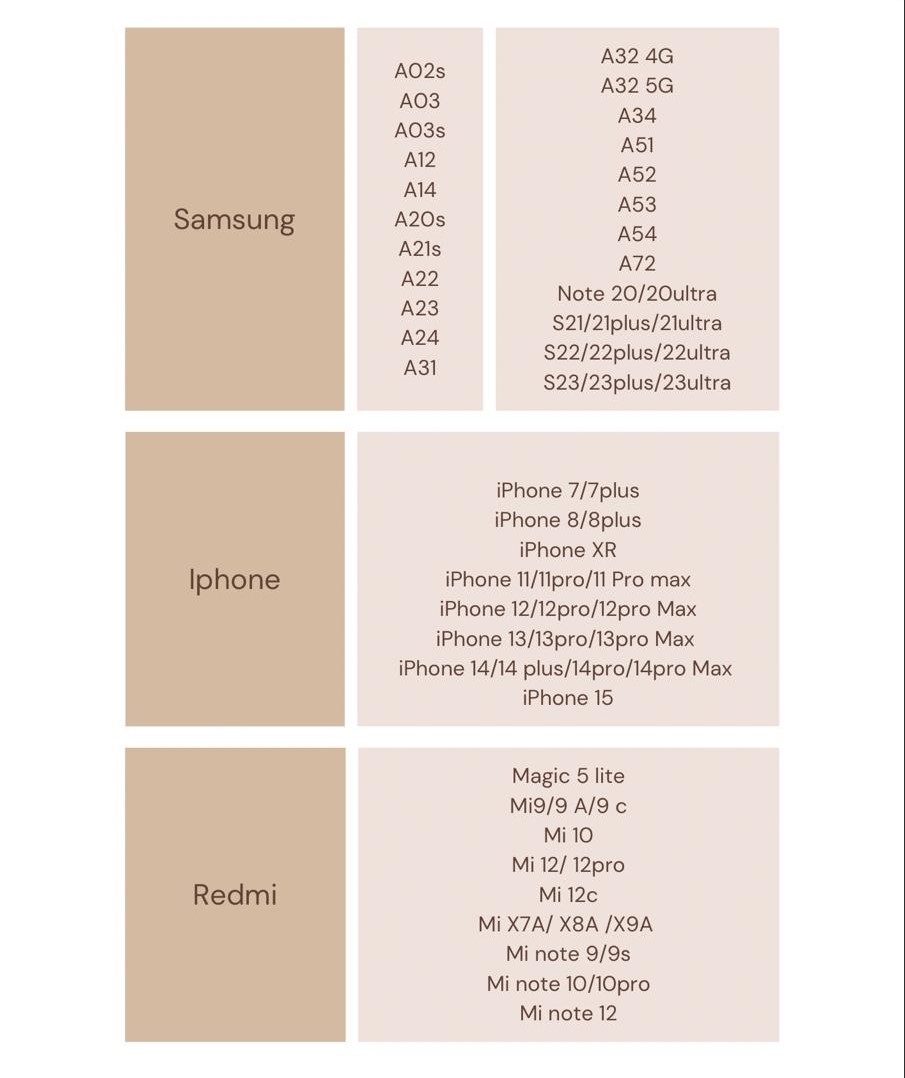 Samsung
A02s
A03
A03s
A12
A14
A20s
A21s
A22
A23
A24
A31
A32 4G
A32 5G
A34
A51
A52
A53
A54
A72
Note 20/20ultra
S21/21plus/21ultra
S22/22plus/22ultra
S23/23plus/23ultra
Iphone
iPhone 7/7plus
iPhone 8/8plus
iPhone XR
iPhone 11/11pro/11 Pro max
iPhone 12/12pro/12pro Max
iPhone 13/13pro/13pro Max
iPhone 14/14 plus/14pro/14pro Max
iPhone 15
Redmi
Magic 5 lite
Mi9/9 A/9 c
Mi 10
Mi 12/ 12pro
Mi 12c
Mi X7A/ X8A /X9A
Mi note 9/9s
Mi note 10/10pro
Mi note 12